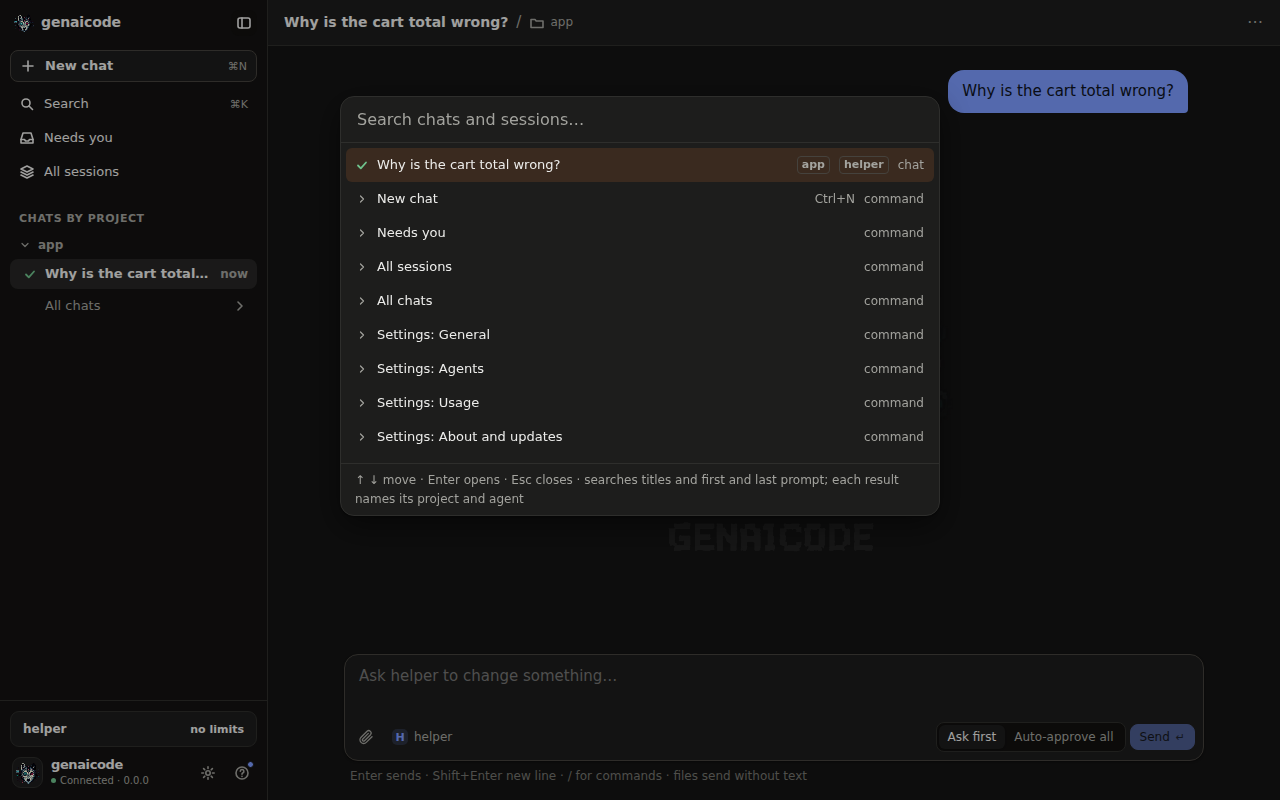 genaicode
New chat ⌘N
Search ⌘K
Needs you
All sessions
CHATS BY PROJECT
app
Why is the cart total… now
All chats
helper no limits
genaicode
Connected · 0.0.0
Why is the cart total wrong? / app
Why is the cart total wrong?
Search chats and sessions…
Why is the cart total wrong? app helper chat
New chat Ctrl+N command
Needs you command
All sessions command
All chats command
Settings: General command
Settings: Agents command
Settings: Usage command
Settings: About and updates command
↑ ↓ move · Enter opens · Esc closes · searches titles and first and last prompt; each result
names its project and agent
GENAICODE
Ask helper to change something…
H helper Ask first Auto-approve all Send ↵
Enter sends · Shift+Enter new line · / for commands · files send without text